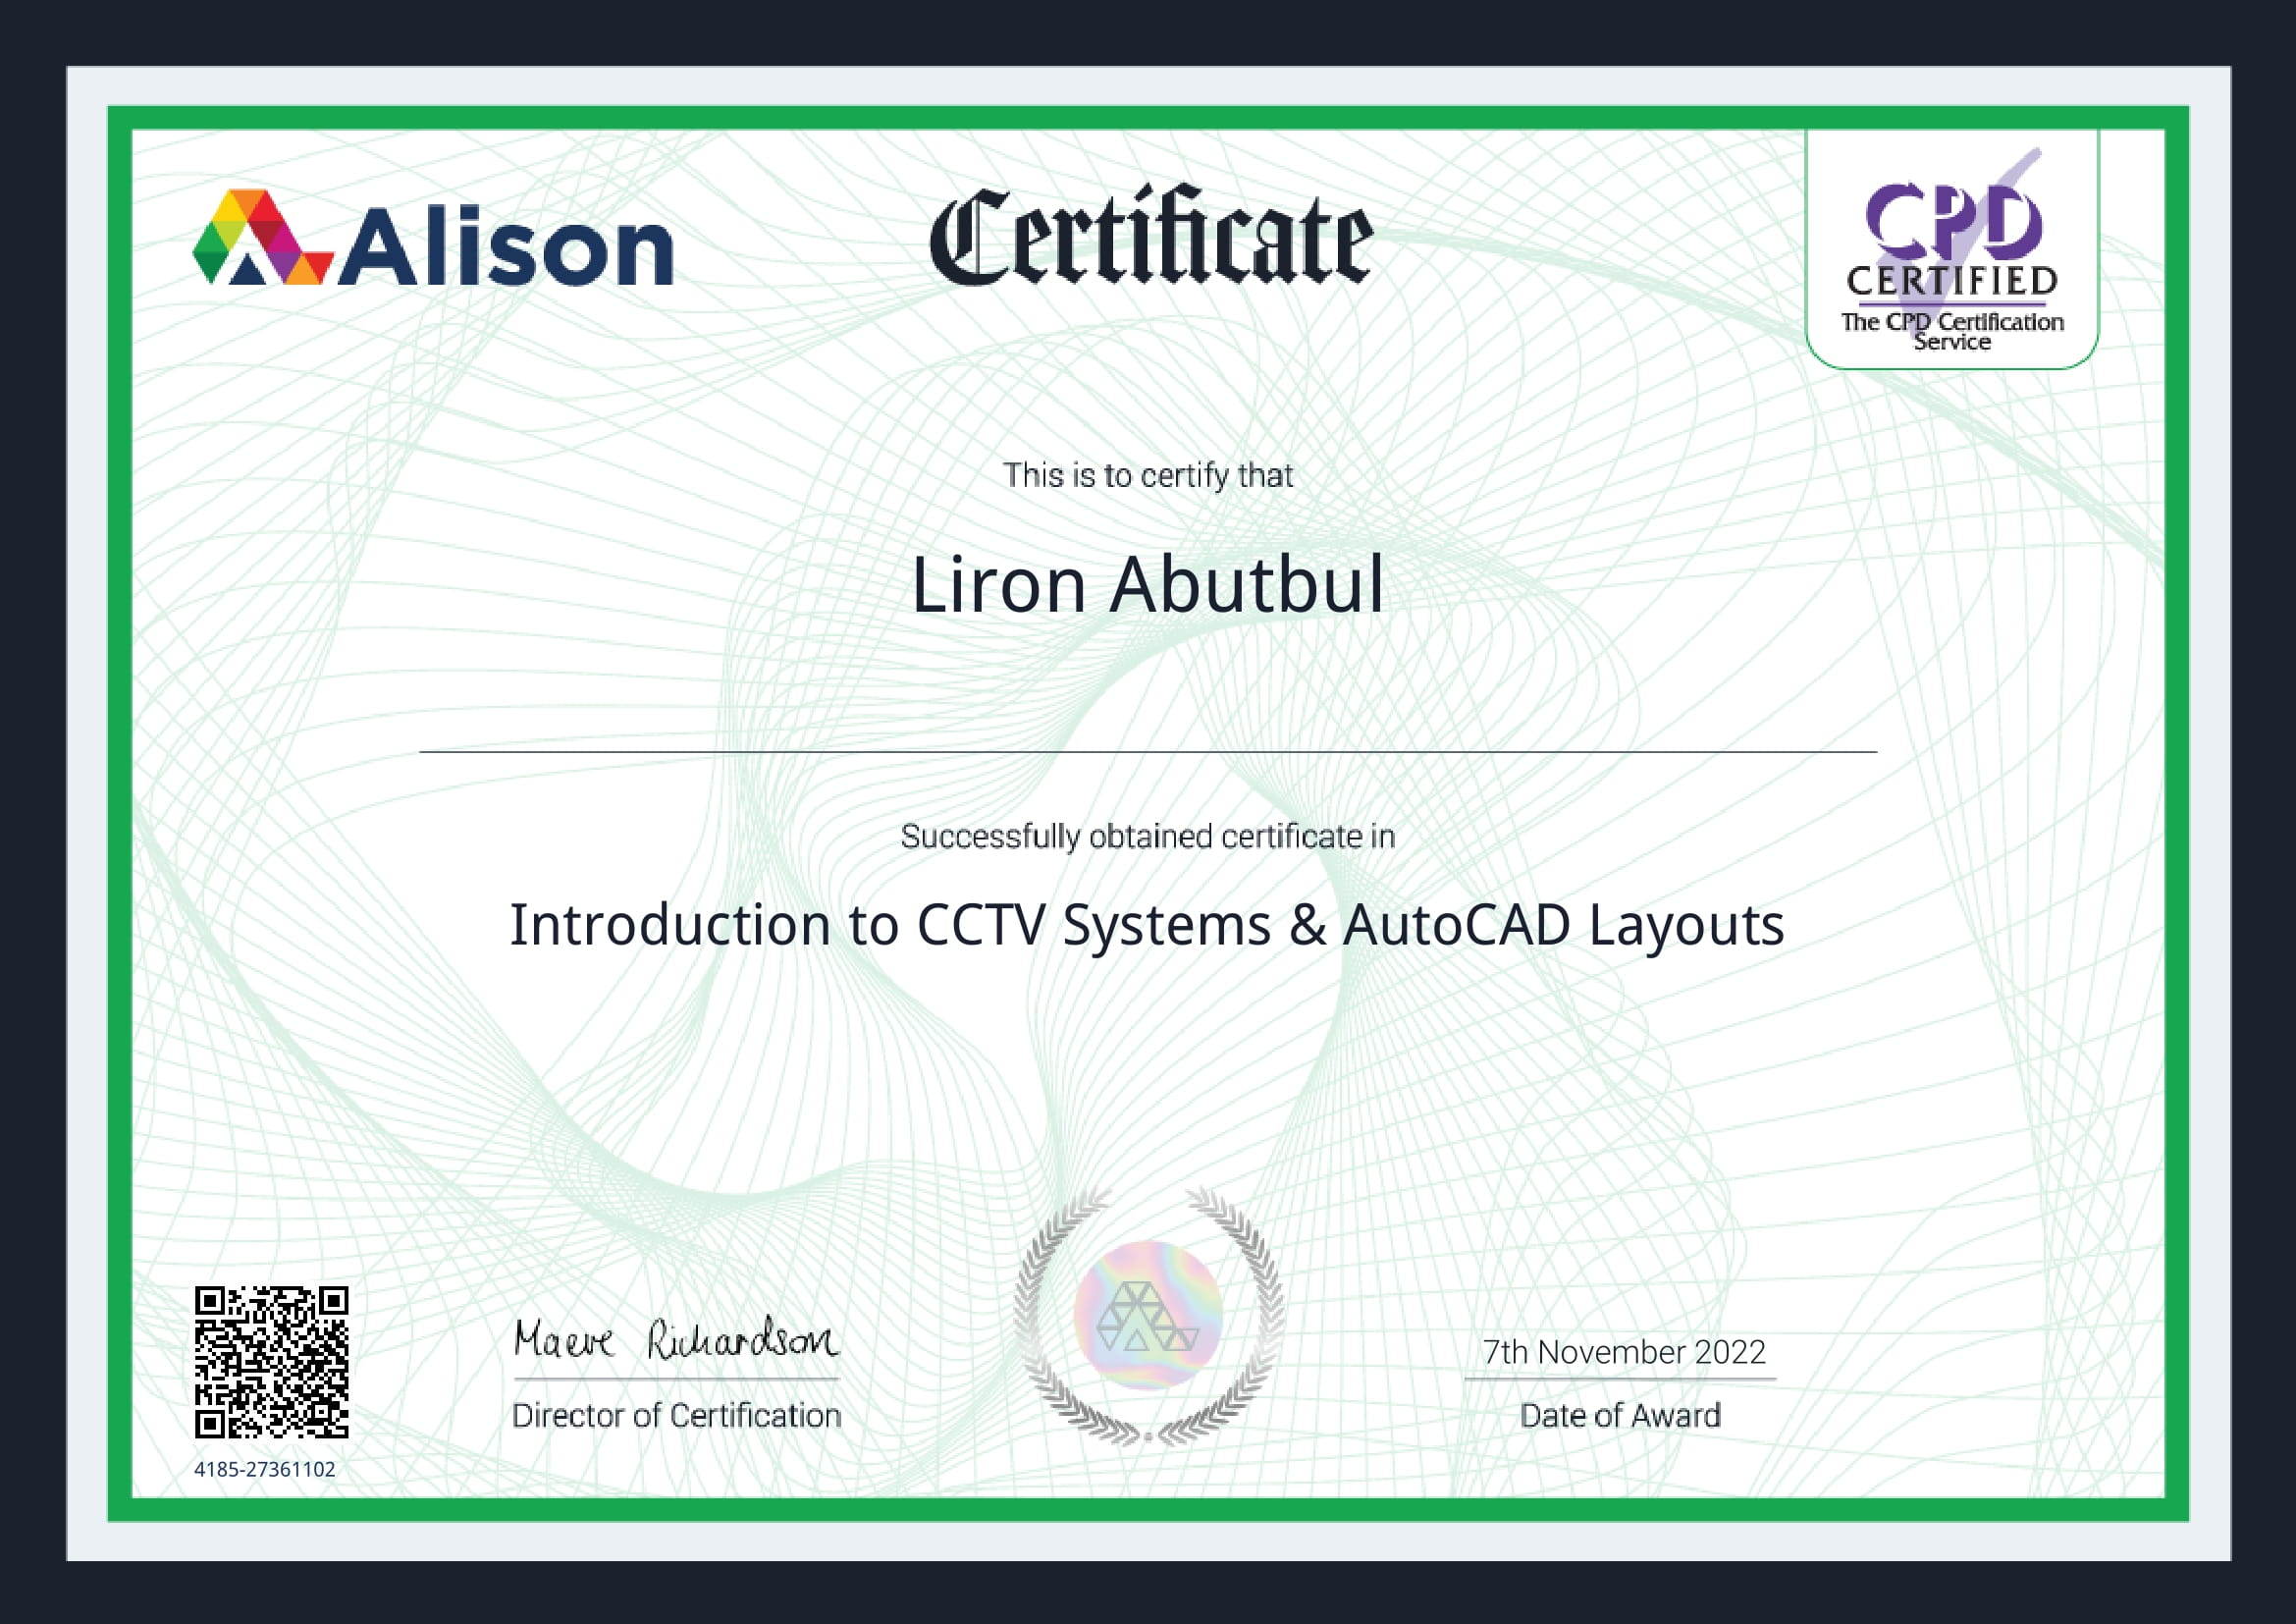 Alison
Certificate
CPD
CERTIFIED
The CPD Certification
Service
This is to certify that
Liron Abutbul
Successfully obtained certificate in
Introduction to CCTV Systems & AutoCAD Layouts
Maeve Richardson
Director of Certification
7th November 2022
Date of Award
4185-27361102